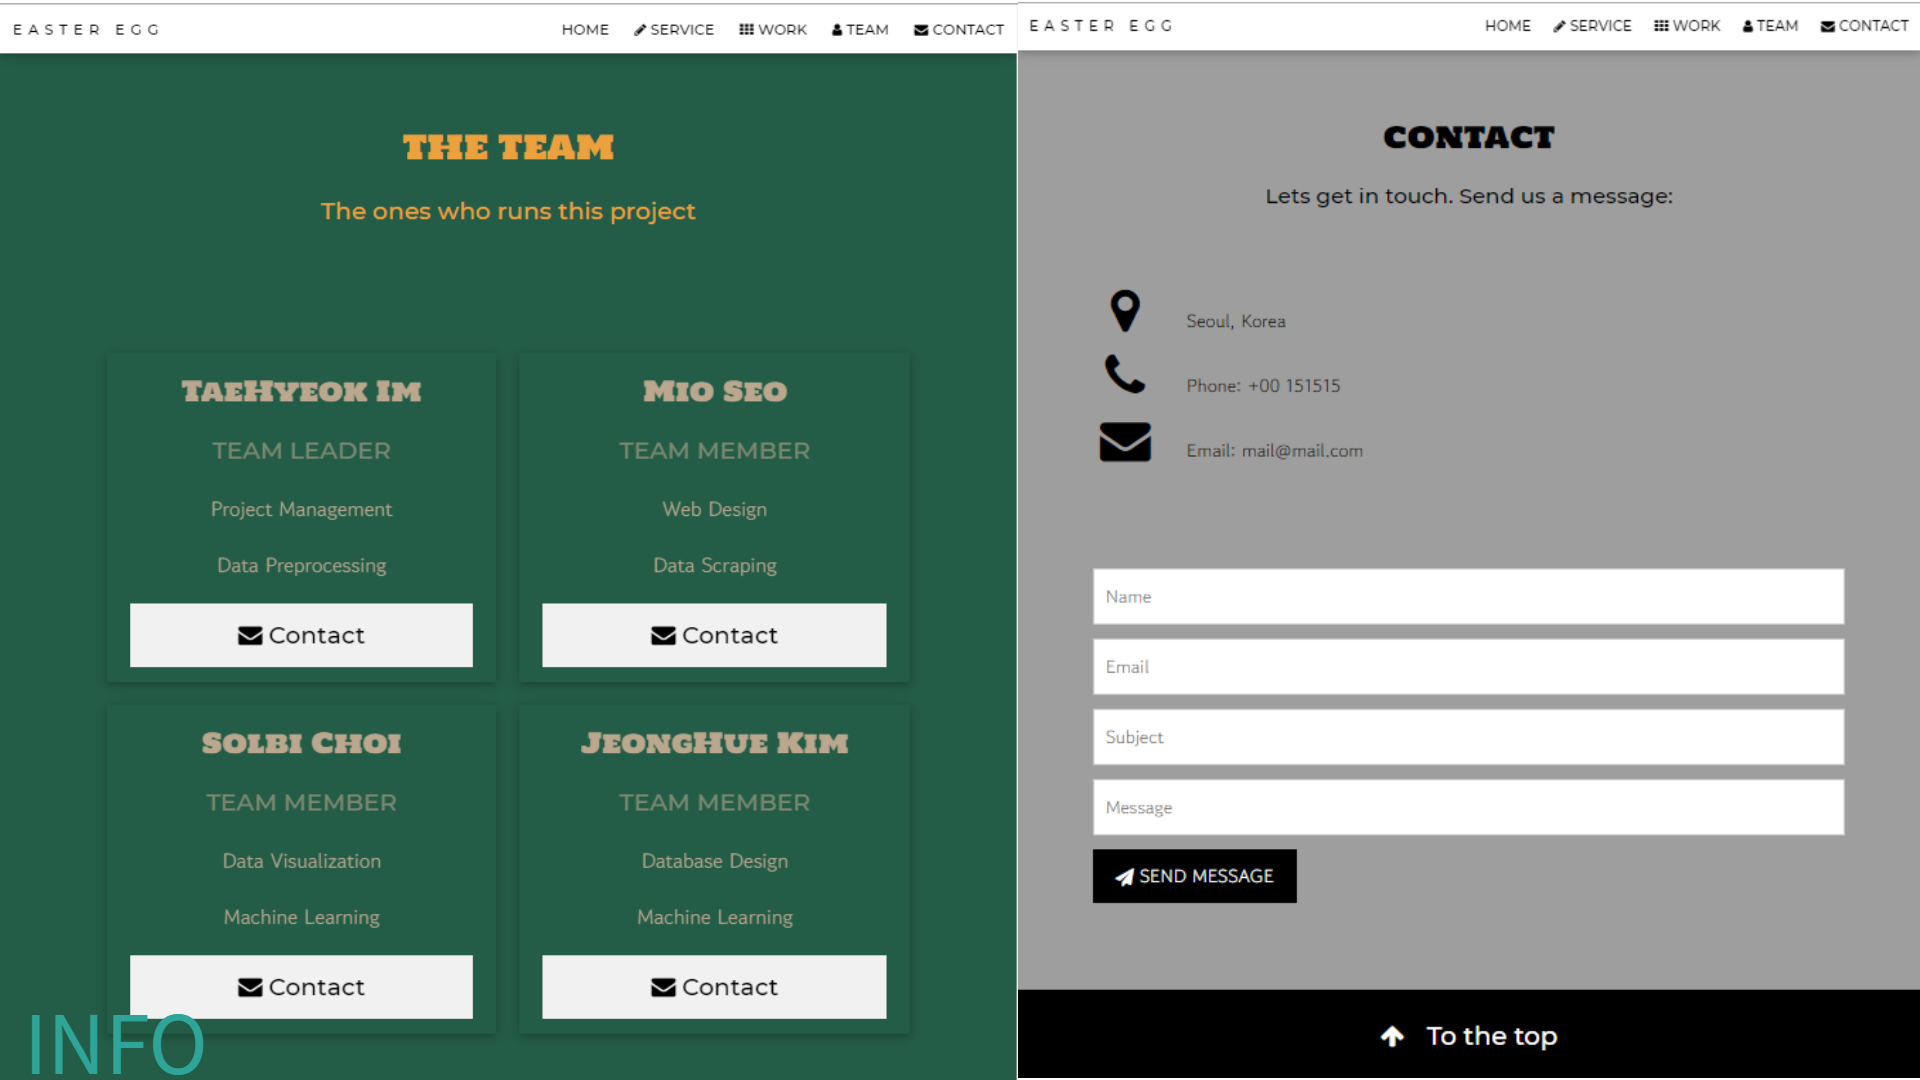 EASTER EGG
HOME SERVICE WORK TEAM CONTACT
THE TEAM
The ones who runs this project
TaeHyeok Im
TEAM LEADER
Project Management
Data Preprocessing
Contact
Mio Seo
TEAM MEMBER
Web Design
Data Scraping
Contact
Solbi Choi
TEAM MEMBER
Data Visualization
Machine Learning
Contact
JeongHue Kim
TEAM MEMBER
Database Design
Machine Learning
Contact
INFO
EASTER EGG
HOME SERVICE WORK TEAM CONTACT
CONTACT
Lets get in touch. Send us a message:
Seoul, Korea
Phone: +00 151515
Email: mail@mail.com
Name
Email
Subject
Message
SEND MESSAGE
To the top